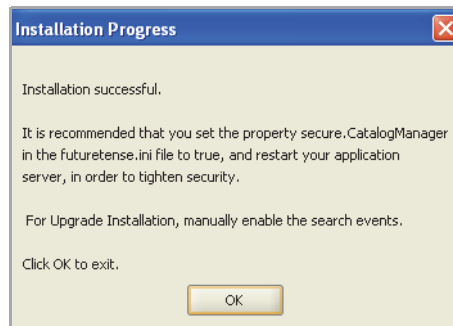 Installation Progress
Installation successful.
It is recommended that you set the property secure.CatalogManager
in the futuretense.ini file to true, and restart your application
server, in order to tighten security.
For Upgrade Installation, manually enable the search events.
Click OK to exit.
OK